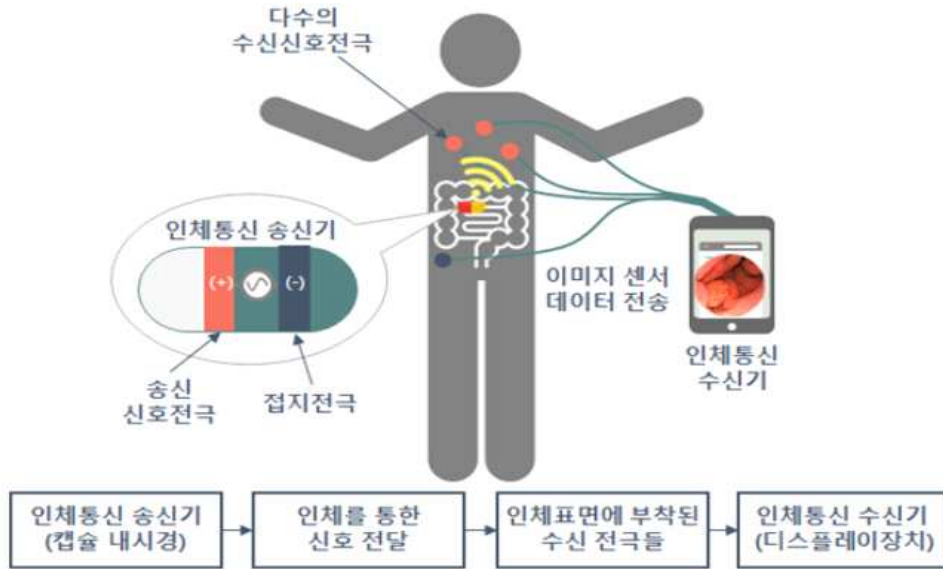 다수의
수신신호전극
인체통신 송신기
(+)
(-)
송신
신호전극
접지전극
이미지 센서
데이터 전송
인체통신
수신기
인체통신 송신기
(캡슐 내시경)
인체를 통한
신호 전달
인체표면에 부착된
수신 전극들
인체통신 수신기
(디스플레이장치)